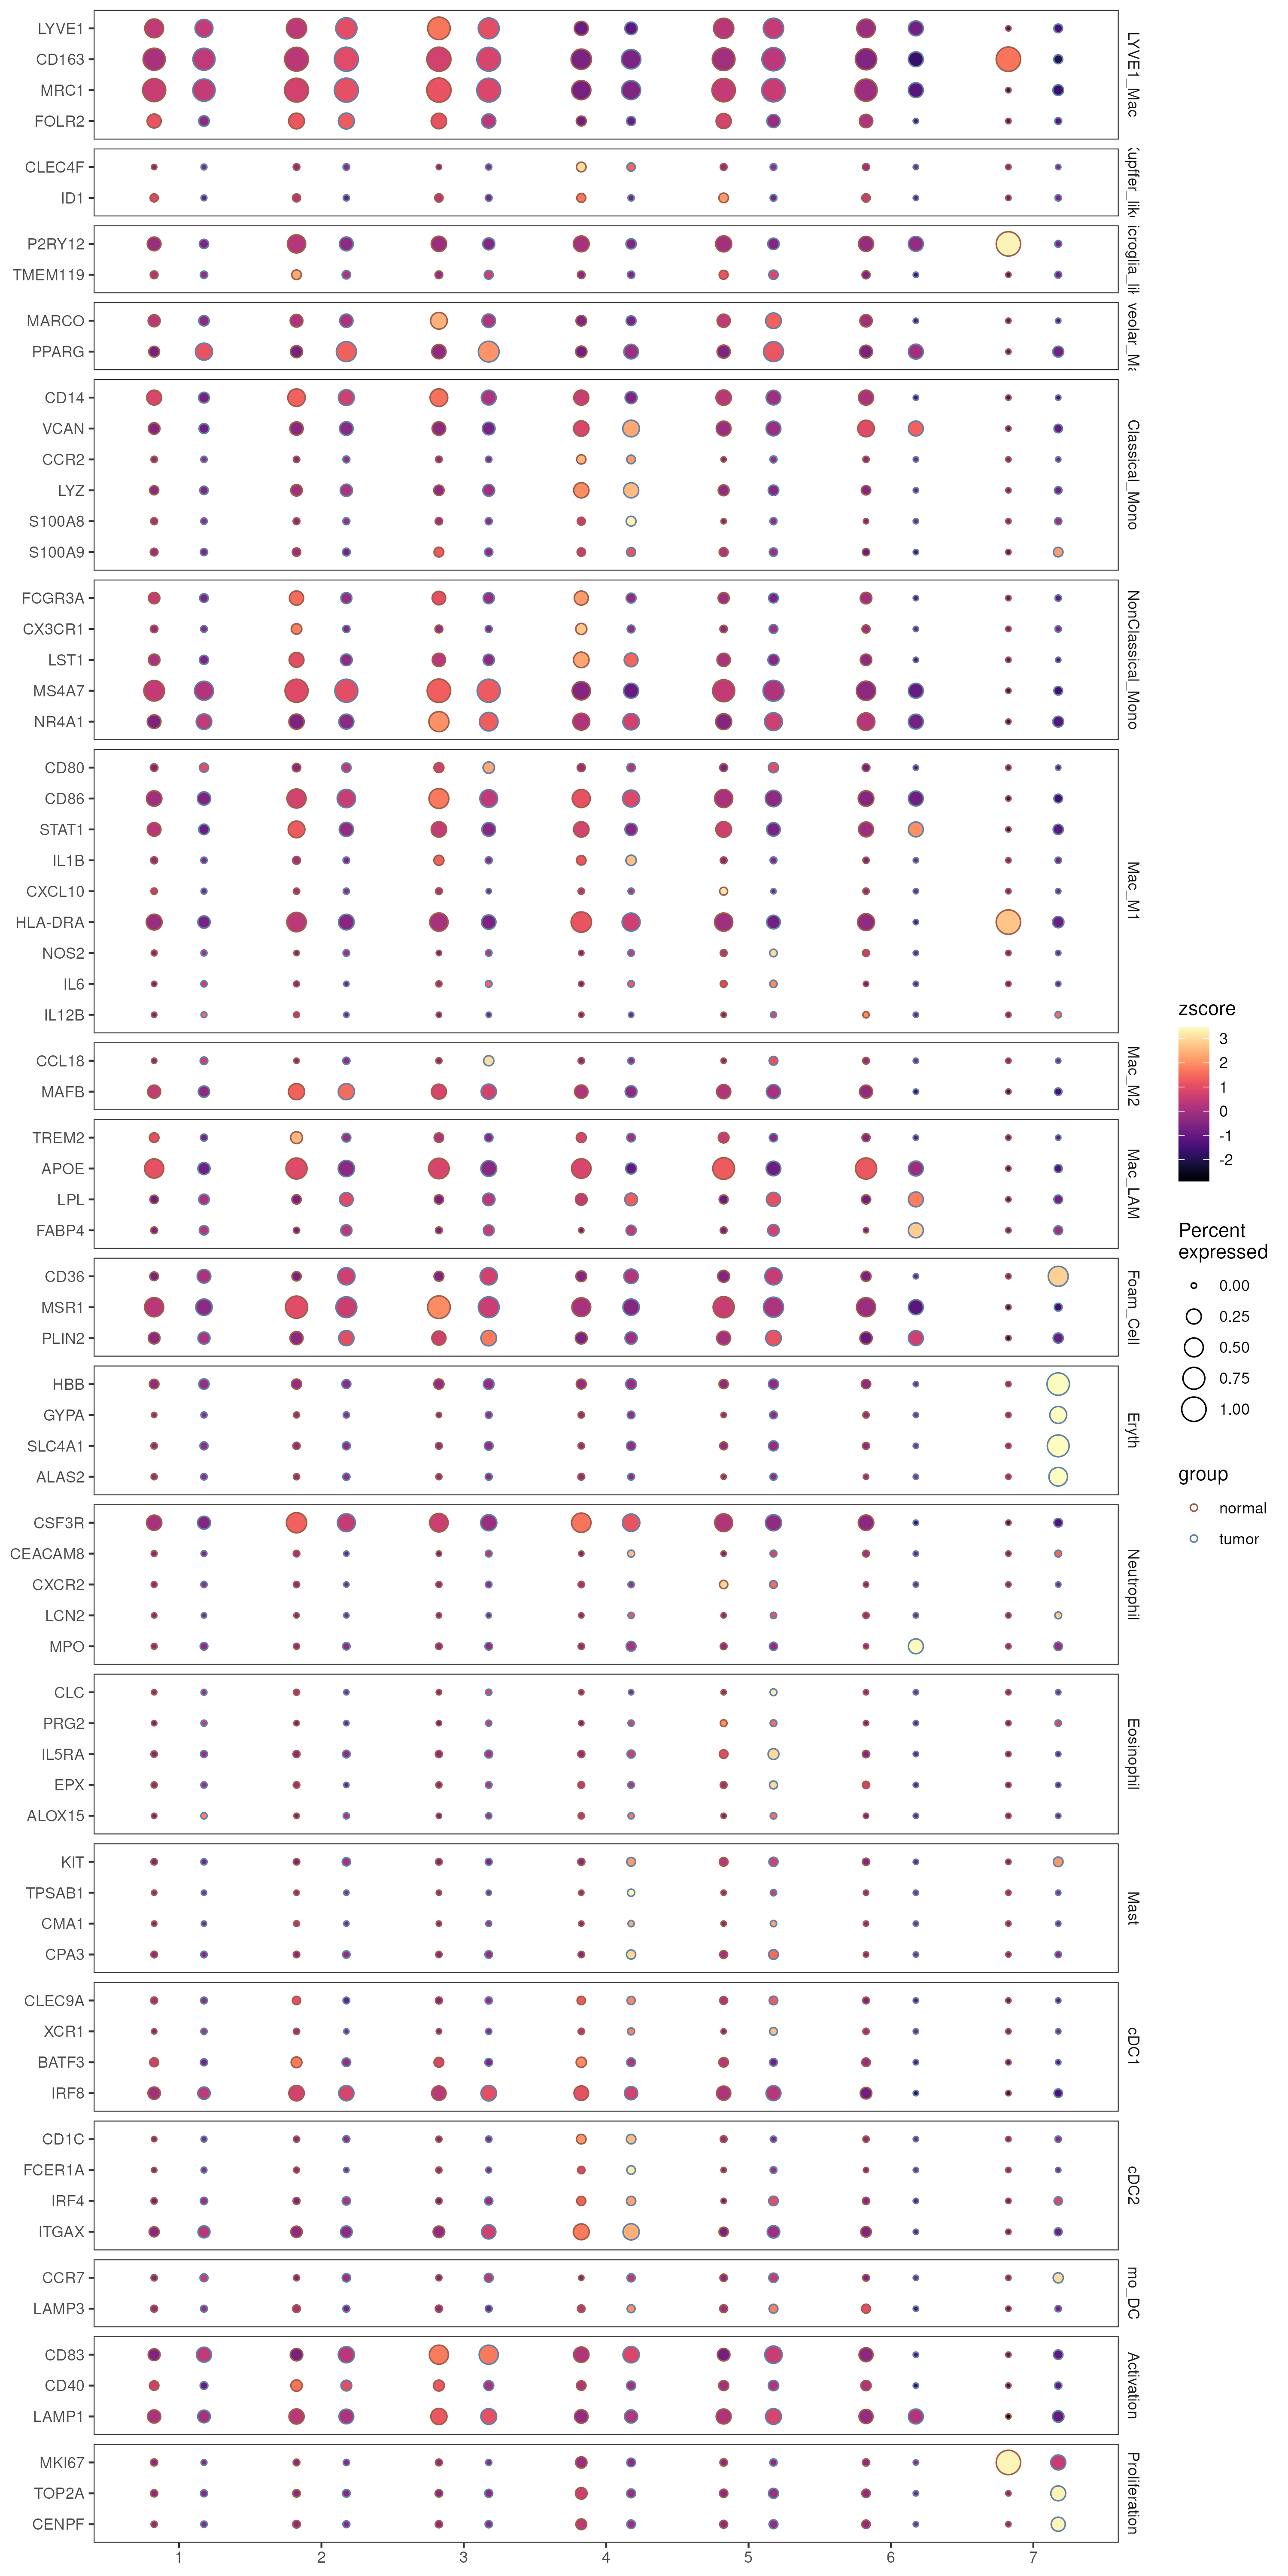 LYVE1
CD163
MRC1
FOLR2
LYVE1_Mac
CLEC4F
ID1
P2RY12
TMEM119
MARCO
PPARG
CD14
VCAN
CCR2
LYZ
S100A8
S100A9
Classical_Mono
FCGR3A
CX3CR1
LST1
MS4A7
NR4A1
NonClassical_Mono
CD80
CD86
STAT1
IL1B
CXCL10
HLA-DRA
NOS2
IL6
IL12B
Mac_M1
CCL18
MAFB
Mac_M2
TREM2
APOE
LPL
FABP4
Mac_LAM
CD36
MSR1
PLIN2
Foam_Cell
HBB
GYPA
SLC4A1
ALAS2
Eryth
CSF3R
CEACAM8
CXCR2
LCN2
MPO
Neutrophil
CLC
PRG2
IL5RA
EPX
ALOX15
Eosinophil
KIT
TPSAB1
CMA1
CPA3
Mast
CLEC9A
XCR1
BATF3
IRF8
cDC1
CD1C
FCER1A
IRF4
ITGAX
cDC2
CCR7
LAMP3
mo_DC
CD83
CD40
LAMP1
Activation
MKI67
TOP2A
CENPF
Proliferation
1 2 3 4 5 6 7
zscore
3
2
1
0
-1
-2
Percent
expressed
0.00
0.25
0.50
0.75
1.00
group
normal
tumor